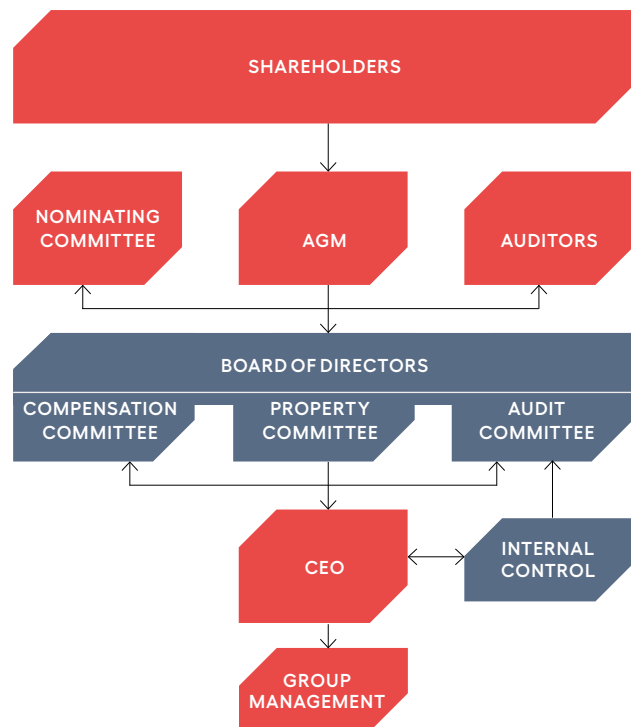 SHAREHOLDERS
NOMINATING
COMMITTEE
AGM
AUDITORS
BOARD OF DIRECTORS
COMPENSATION
COMMITTEE
PROPERTY
COMMITTEE
AUDIT
COMMITTEE
CEO
INTERNAL
CONTROL
GROUP
MANAGEMENT